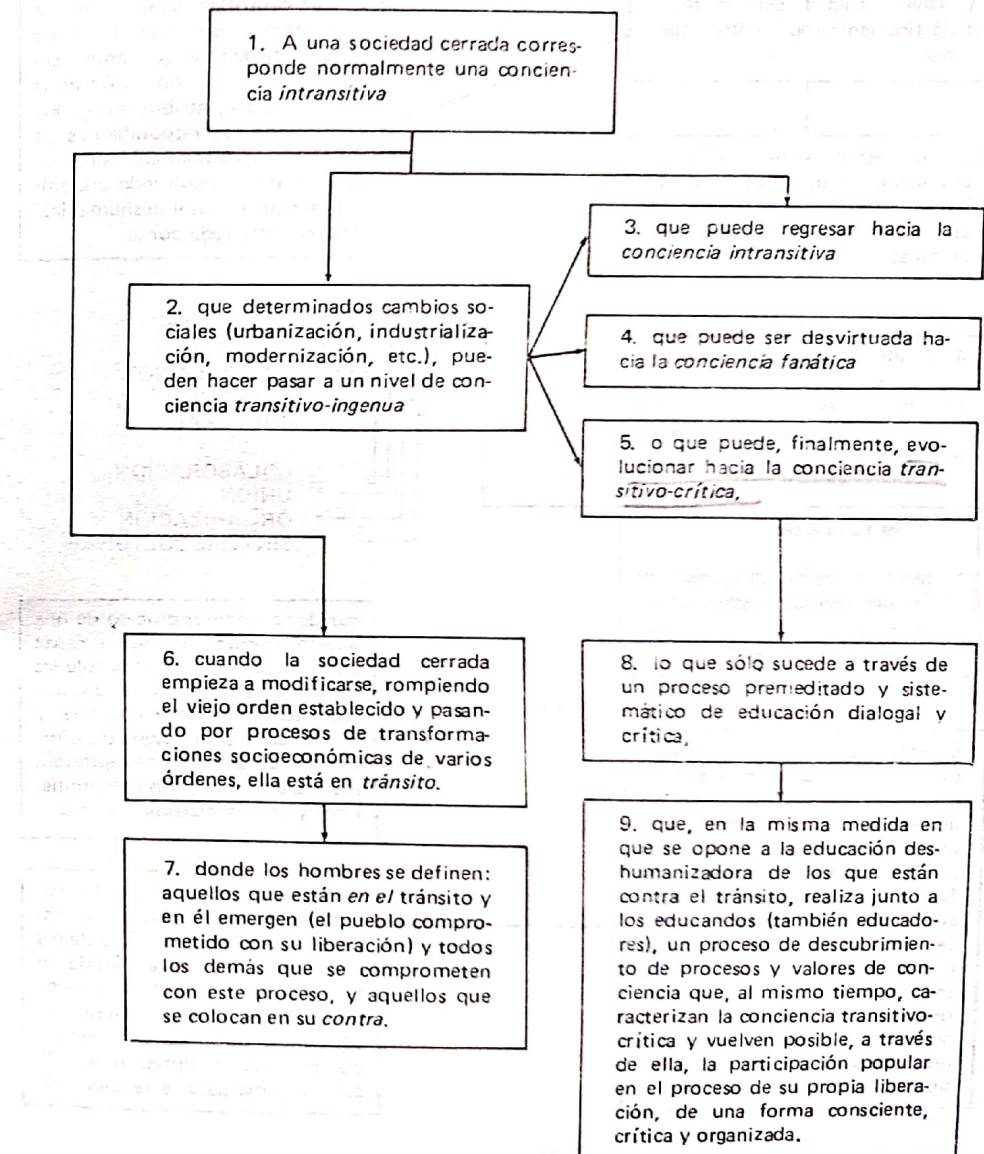 1. A una sociedad cerrada corres-
ponde normalmente una concien-
cia intransitiva
3. que puede regresar hacia la
conciencia intransitiva
2. que determinados cambios so-
ciales (urbanización, industrializa-
ción, modernización, etc.), pue-
den hacer pasar a un nivel de con-
ciencia transitivo-ingenua
4. que puede ser desvirtuada ha-
cia la conciencia fanática
5. o que puede, finalmente, evo-
lucionar hacia la conciencia tran-
sitivo-crítica,
6. cuando la sociedad cerrada
empieza a modificarse, rompiendo
el viejo orden establecido y pasan-
do por procesos de transforma-
ciones socioeconómicas de varios
órdenes, ella está en tránsito.
7. donde los hombres se definen:
aquellos que están en el tránsito y
en él emergen (el pueblo compro-
metido con su liberación) y todos
los demás que se comprometen
con este proceso, y aquellos que
se colocan en su contra.
8. lo que sólo sucede a través de
un proceso premeditado y siste-
mático de educación dialogal y
crítica,
9. que, en la misma medida en
que se opone a la educación des-
humanizadora de los que están
contra el tránsito, realiza junto a
los educandos (también educado-
res), un proceso de descubrimien-
to de procesos y valores de con-
ciencia que, al mismo tiempo, ca-
racterizan la conciencia transitivo-
crítica y vuelven posible, a través
de ella, la participación popular
en el proceso de su propia libera-
ción, de una forma consciente,
crítica y organizada.